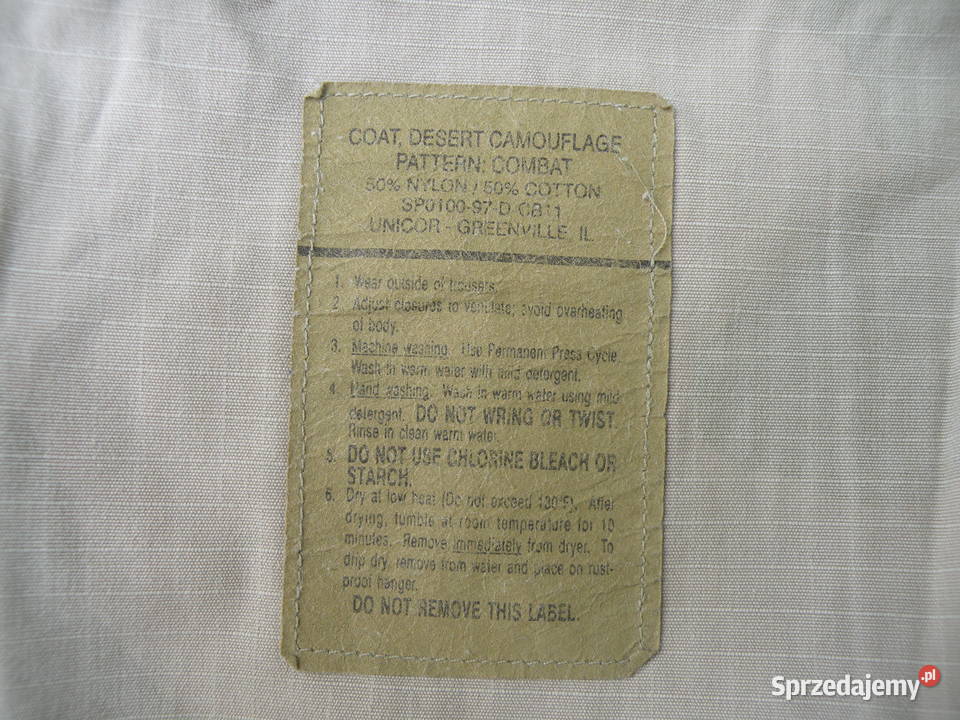 COAT, DESERT CAMOUFLAGE
PATTERN: COMBAT
50% NYLON / 50% COTTON
SP0100-97-D-CB11
UNICOR - GREENVILLE IL
1. Wear outside of trousers.
2. Adjust closures to ventilate; avoid overheating
of body.
3. Machine washing. Use Permanent Press Cycle.
Wash in warm water with mild detergent.
4. Hand washing. Wash in warm water using mild
detergent. DO NOT WRING OR TWIST.
Rinse in clean warm water.
5. DO NOT USE CHLORINE BLEACH OR
STARCH.
6. Dry at low heat (Do not exceed 130°F). After
drying, tumble at room temperature for 10
minutes. Remove immediately from dryer. To
drip dry, remove from water and place on rust-
proof hanger.
DO NOT REMOVE THIS LABEL.
Sprzedajemy.pl